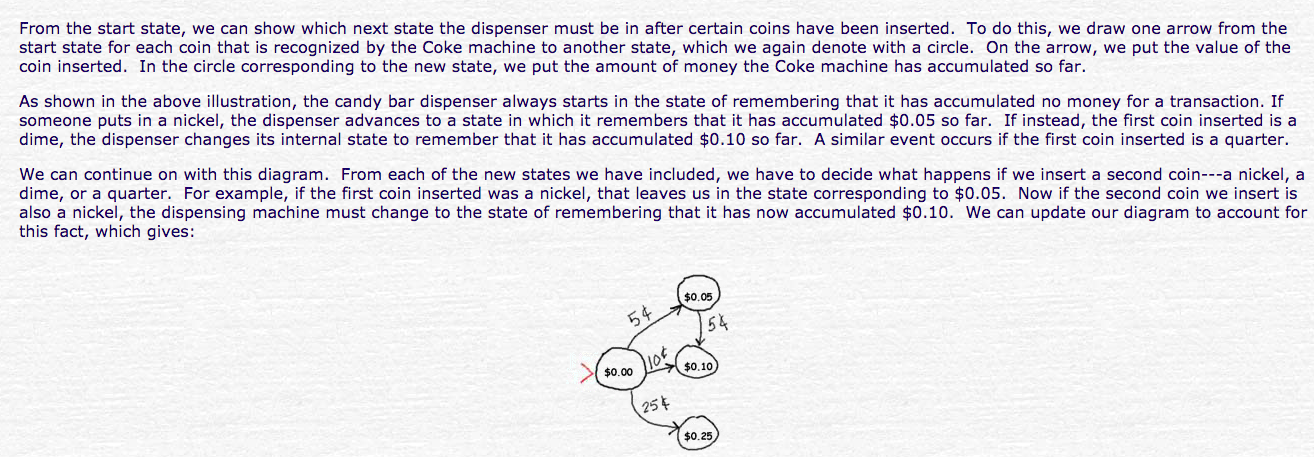 From the start state, we can show which next state the dispenser must be in after certain coins have been inserted.  To do this, we draw one arrow from the
start state for each coin that is recognized by the Coke machine to another state, which we again denote with a circle.  On the arrow, we put the value of the
coin inserted.  In the circle corresponding to the new state, we put the amount of money the Coke machine has accumulated so far.
As shown in the above illustration, the candy bar dispenser always starts in the state of remembering that it has accumulated no money for a transaction. If
someone puts in a nickel, the dispenser advances to a state in which it remembers that it has accumulated $0.05 so far.  If instead, the first coin inserted is a
dime, the dispenser changes its internal state to remember that it has accumulated $0.10 so far.  A similar event occurs if the first coin inserted is a quarter.
We can continue on with this diagram.  From each of the new states we have included, we have to decide what happens if we insert a second coin---a nickel, a
dime, or a quarter.  For example, if the first coin inserted was a nickel, that leaves us in the state corresponding to $0.05.  Now if the second coin we insert is
also a nickel, the dispensing machine must change to the state of remembering that it has now accumulated $0.10.  We can update our diagram to account for
this fact, which gives:
$0.05
5¢
5¢
10¢
$0.10
$0.00
25¢
$0.25